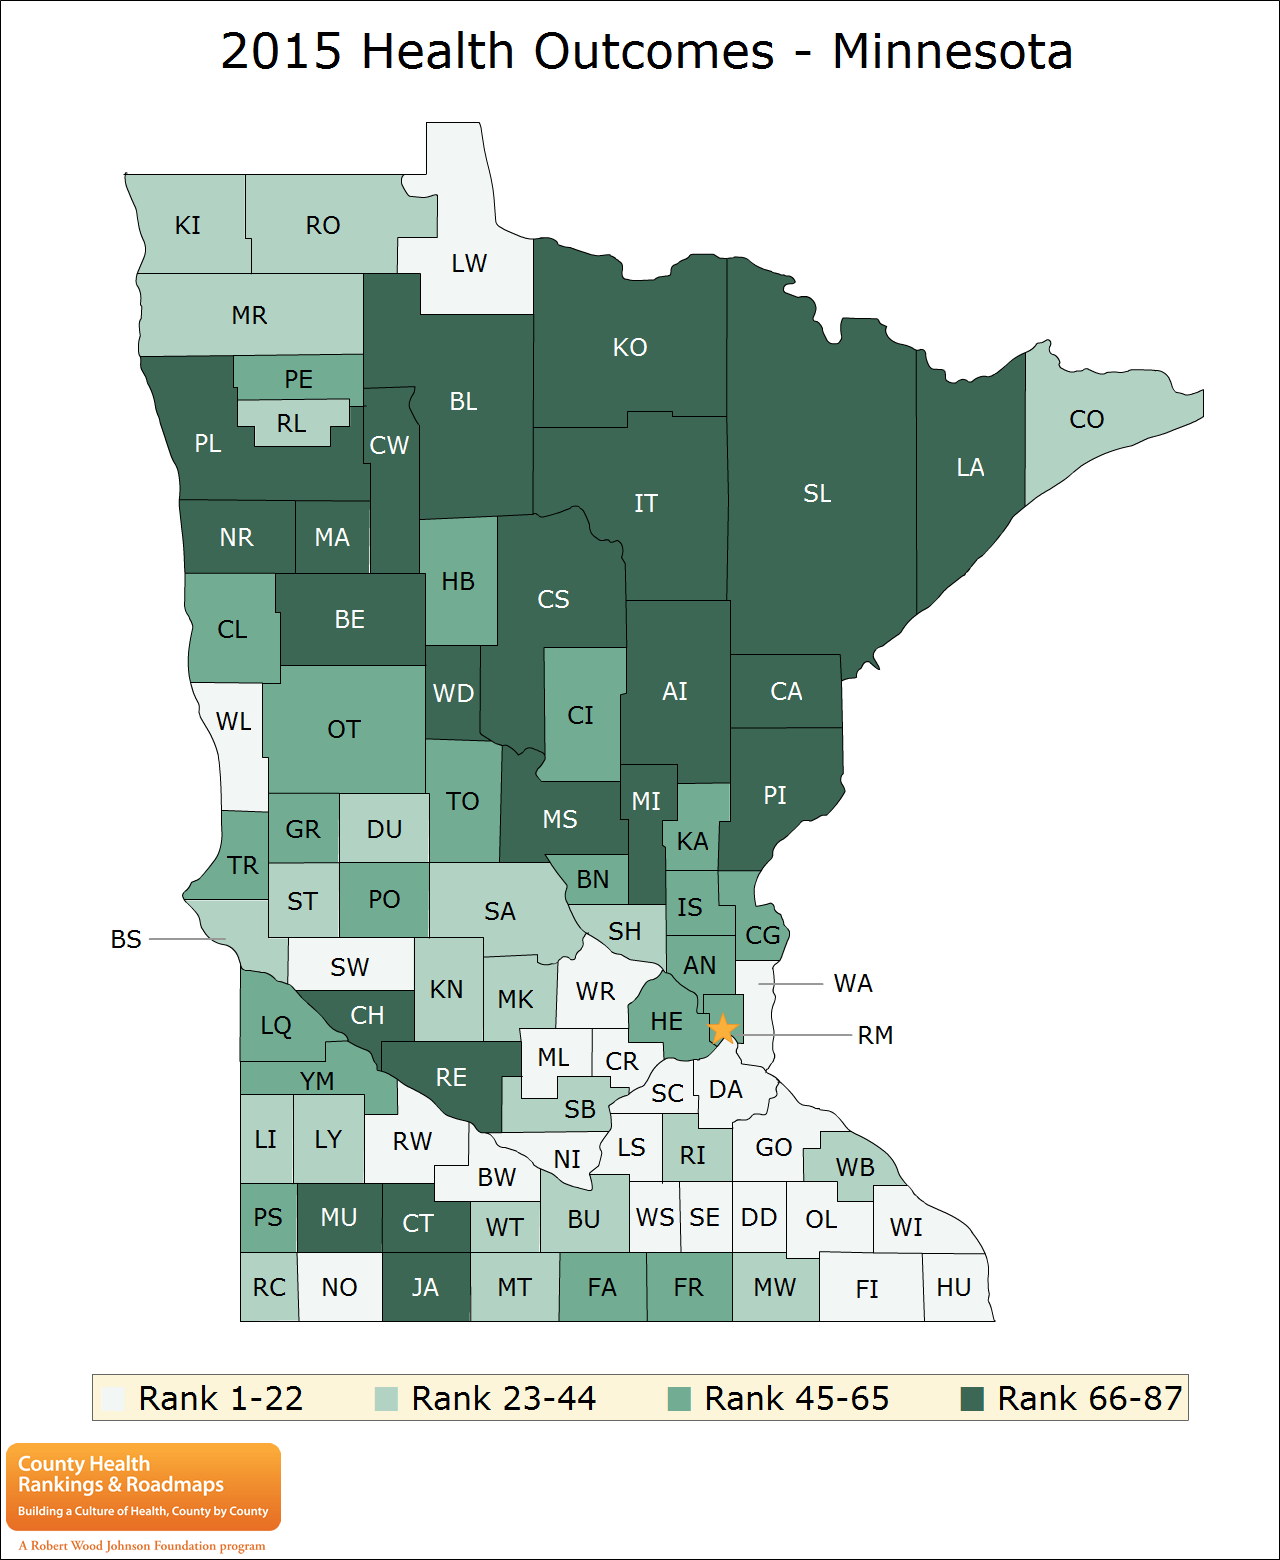 2015 Health Outcomes - Minnesota
KI
RO
LW
MR
KO
PE
BL
RL
CO
PL
CW
LA
SL
IT
NR
MA
HB
CS
BE
CL
WD
AI
CA
CI
WL
OT
TO
MI
PI
MS
GR
DU
KA
TR
BN
ST
PO
SA
IS
SH
CG
BS
SW
AN
WA
KN
WR
MK
CH
HE
LQ
RM
ML
CR
RE
YM
SC
DA
SB
LI
LY
RW
LS
GO
NI
RI
WB
BW
PS
MU
CT
WT
BU
WS
SE
DD
OL
WI
RC
NO
JA
MT
FA
FR
MW
FI
HU
Rank 1-22 Rank 23-44 Rank 45-65 Rank 66-87
County Health
Rankings & Roadmaps
Building a Culture of Health, County by County
A Robert Wood Johnson Foundation program